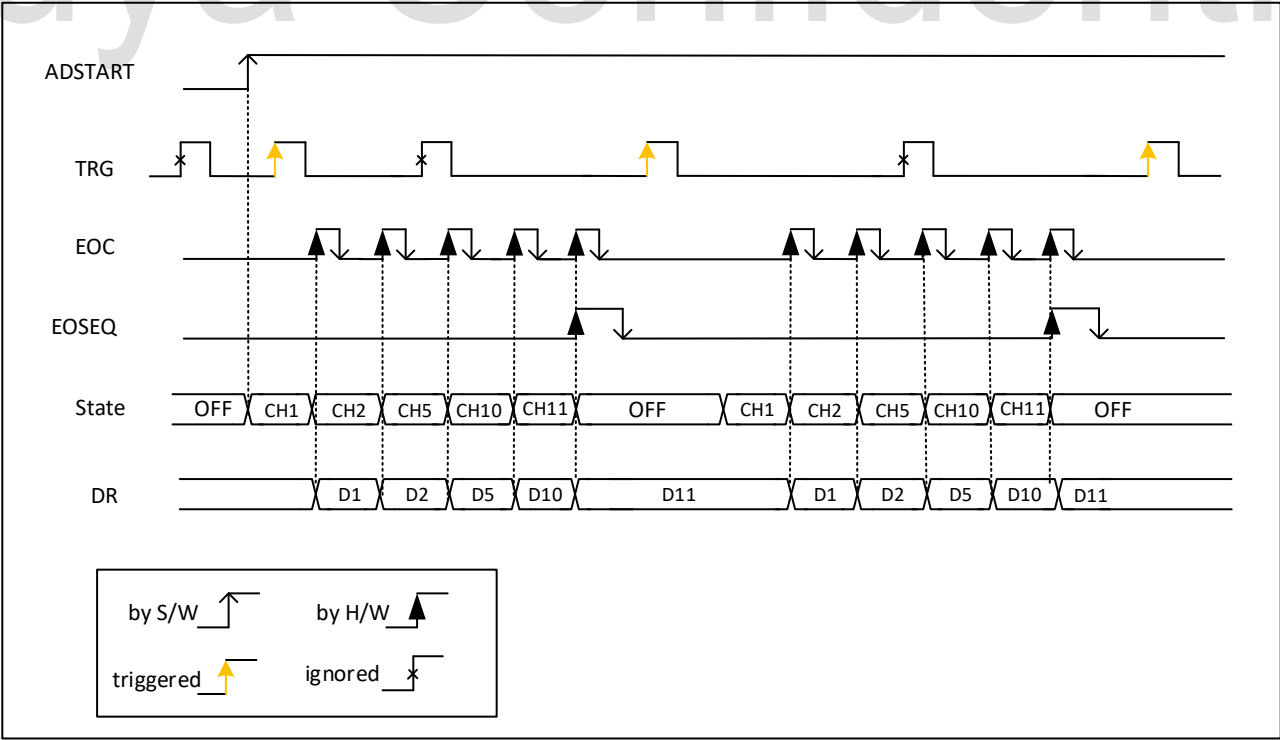 ADSTART
TRG
EOC
EOSEQ
State OFF CH1 CH2 CH5 CH10 CH11 OFF CH1 CH2 CH5 CH10 CH11 OFF
DR D1 D2 D5 D10 D11 D1 D2 D5 D10 D11
by S/W by H/W
triggered ignored